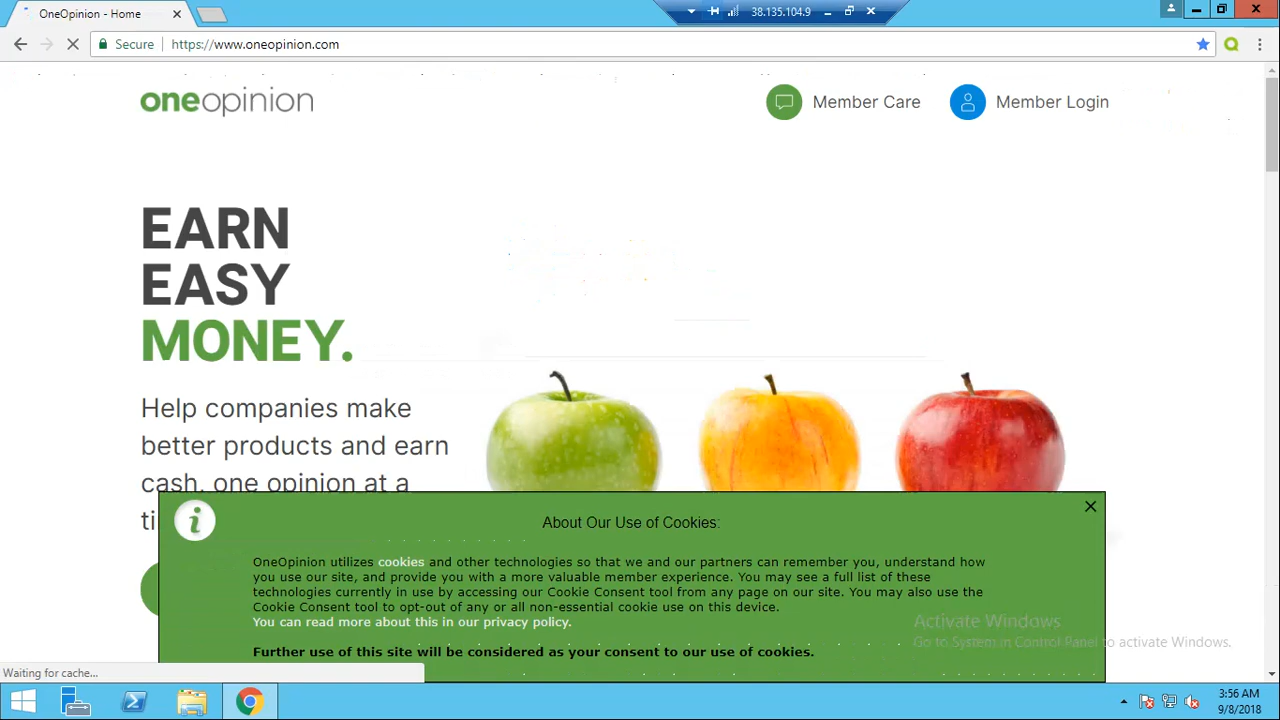 OneOpinion - Home
38.135.104.9
Secure
https://www.oneopinion.com
oneopinion
Member Care
Member Login
EARN
EASY
MONEY.
Help companies make
better products and earn
cash, one opinion at a
ti
About Our Use of Cookies:
OneOpinion utilizes cookies and other technologies so that we and our partners can remember you, understand how
you use our site, and provide you with a more valuable member experience. You may see a full list of these
technologies currently in use by accessing our Cookie Consent tool from any page on our site. You may also use the
Cookie Consent tool to opt-out of any or all non-essential cookie use on this device.
You can read more about this in our privacy policy.
Further use of this site will be considered as your consent to our use of cookies.
Activate Windows
Go to System in Control Panel to activate Windows.
Waiting for cache...
3:56 AM
9/8/2018